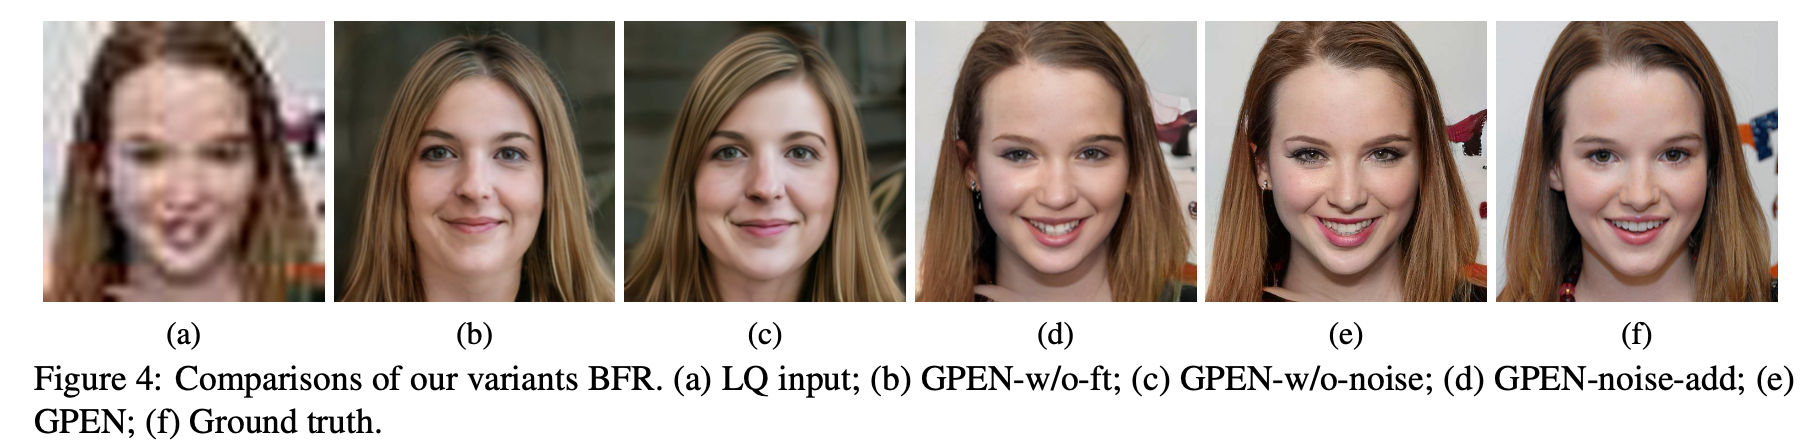 (a) (b) (c) (d) (e) (f)
Figure 4: Comparisons of our variants BFR. (a) LQ input; (b) GPEN-w/o-ft; (c) GPEN-w/o-noise; (d) GPEN-noise-add; (e)
GPEN; (f) Ground truth.